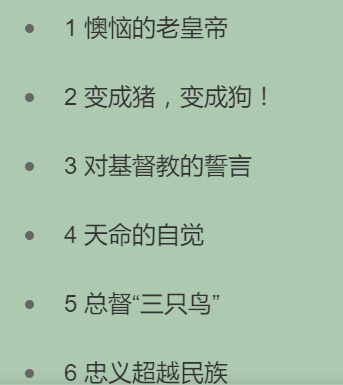 1 懊恼的老皇帝
2 变成猪，变成狗！
3 对基督教的誓言
4 天命的自觉
5 总督“三只鸟”
6 忠义超越民族